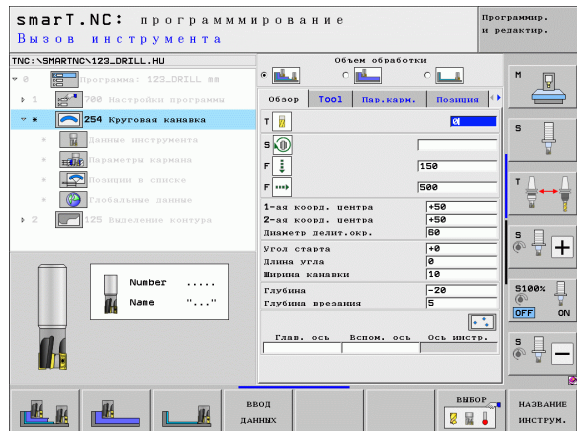 smarT.NC: программмирование
Вызов инструмента
Программир.
и редактир.
TNC:\SMARTNC\123_DRILL.HU
0 Программа: 123_DRILL мм
1 700 Настройки программы
* 254 Круговая канавка
* Данные инструмента
* Параметры кармана
* Позиции в списке
* Глобальные данные
2 125 Выделение контура
Number .....
Name "..."
Объем обработки
Обзор Tool Пар.карм. Позиция
T 0
S
F 150
F 500
1-ая коорд. центра +50
2-ая коорд. центра +50
Диаметр делит.окр. 60
Угол старта +0
Длина угла 0
Ширина канавки 10
Глубина -20
Глубина врезания 5
Глав. ось Вспом. ось Ось инстр.
M
S
T
S
S100%
OFF ON
S
ВВОД
ДАННЫХ
ВЫБОР
НАЗВАНИЕ
ИНСТРУМ.